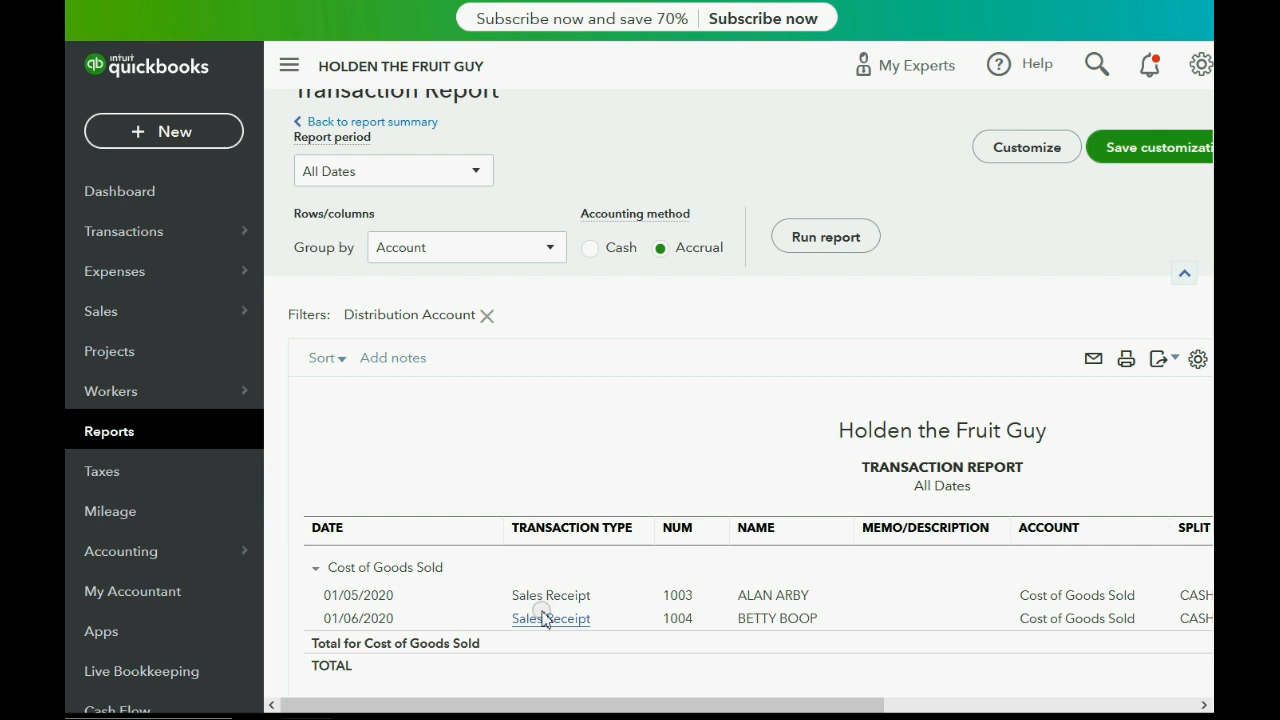 Subscribe now and save 70% Subscribe now
intuit quickbooks
HOLDEN THE FRUIT GUY
My Experts
Help
+ New
Dashboard
Transactions
Expenses
Sales
Projects
Workers
Reports
Taxes
Mileage
Accounting
My Accountant
Apps
Live Bookkeeping
Cash Flow
Transaction Report
Back to report summary
Report period
All Dates
Customize
Save customizati
Rows/columns
Accounting method
Group by Account
Cash
Accrual
Run report
Filters: Distribution Account
Sort Add notes
Holden the Fruit Guy
TRANSACTION REPORT
All Dates
DATE TRANSACTION TYPE NUM NAME MEMO/DESCRIPTION ACCOUNT SPLIT
Cost of Goods Sold
01/05/2020 Sales Receipt 1003 ALAN ARBY Cost of Goods Sold CASH
01/06/2020 Sales Receipt 1004 BETTY BOOP Cost of Goods Sold CASH
Total for Cost of Goods Sold
TOTAL